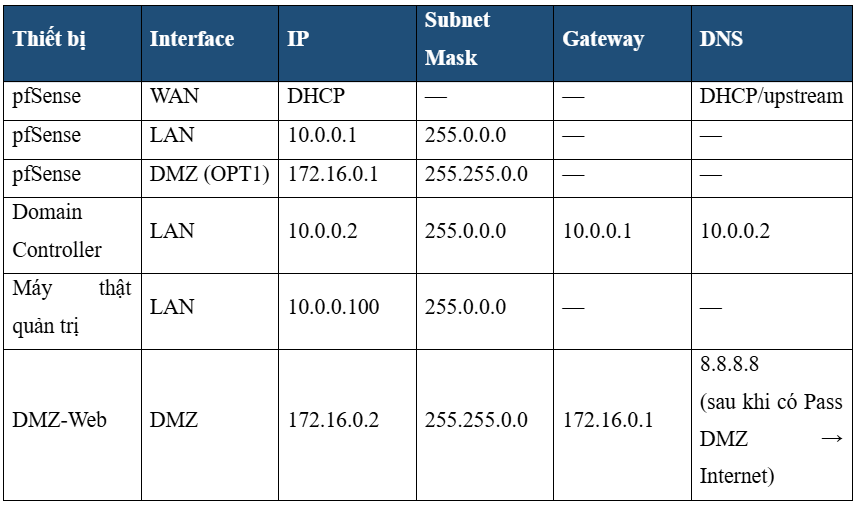 Thiết bị Interface IP Subnet Mask Gateway DNS
pfSense WAN DHCP — — DHCP/upstream
pfSense LAN 10.0.0.1 255.0.0.0 — —
pfSense DMZ (OPT1) 172.16.0.1 255.255.0.0 — —
Domain Controller LAN 10.0.0.2 255.0.0.0 10.0.0.1 10.0.0.2
Máy thật quản trị LAN 10.0.0.100 255.0.0.0 — —
DMZ-Web DMZ 172.16.0.2 255.255.0.0 172.16.0.1 8.8.8.8
(sau khi có Pass
DMZ →
Internet)